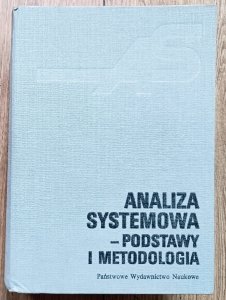 ANALIZA
SYSTEMOWA
– PODSTAWY
I METODOLOGIA
Państwowe Wydawnictwo Naukowe